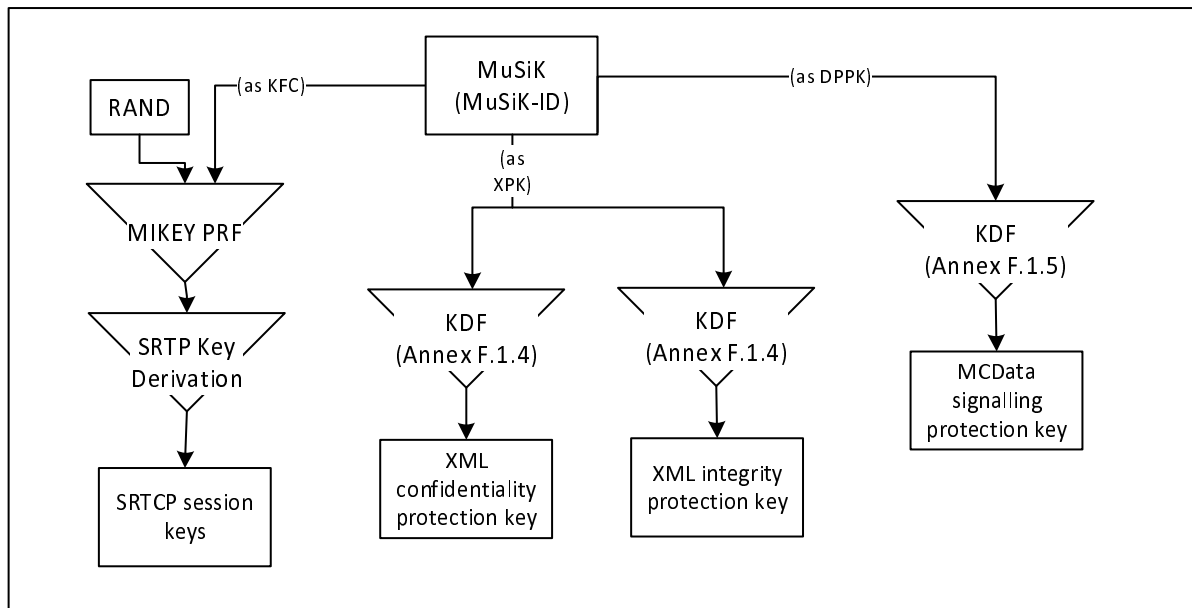 MuSiK
(MuSiK-ID)
(as KFC)
(as DPPK)
RAND
(as
XPK)
MIKEY PRF
KDF
(Annex F.1.5)
SRTP Key
Derivation
KDF
(Annex F.1.4)
KDF
(Annex F.1.4)
MCData
signalling
protection key
SRTCP session
keys
XML
confidentiality
protection key
XML integrity
protection key